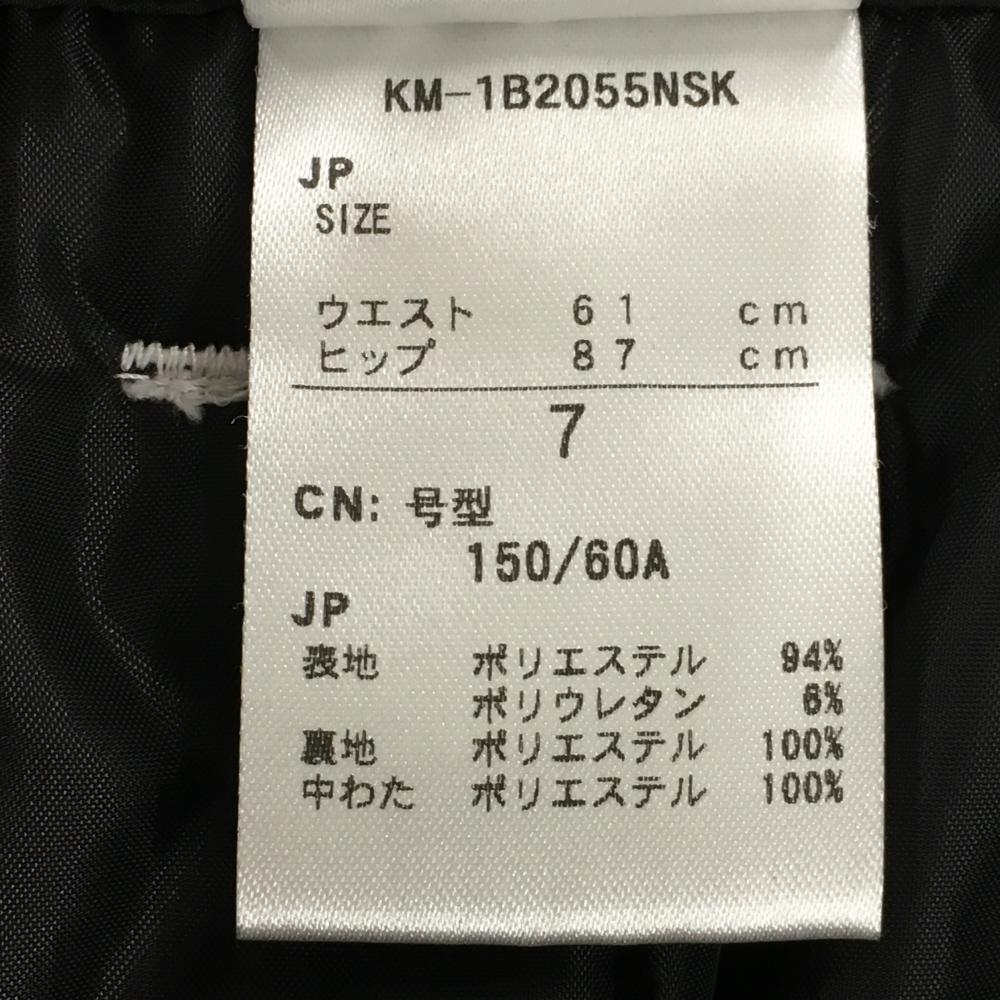 KM-1B2055NSK
JP
SIZE
ウエスト 61 cm
ヒップ 87 cm
7
CN: 号型
150/60A
JP
表地 ポリエステル 94%
ポリウレタン 6%
裏地 ポリエステル 100%
中わた ポリエステル 100%